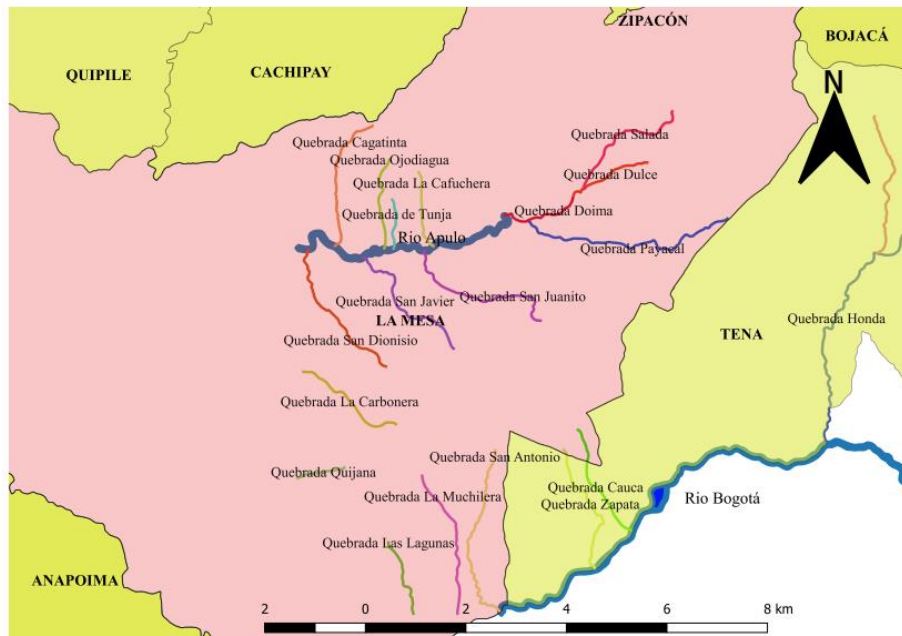 ZIPACÓN
BOJACÁ
QUIPILE
CACHIPAY
N
Quebrada Cagatinta
Quebrada Salada
Quebrada Ojodiagua
Quebrada Dulce
Quebrada La Cafuchera
Quebrada de Tunja
Quebrada Doima
Rio Apulo
Quebrada Payacal
Quebrada San Javier
Quebrada San Juanito
LA MESA
Quebrada Honda
TENA
Quebrada San Dionisio
Quebrada La Carbonera
Quebrada San Antonio
Quebrada Quijana
Quebrada Cauca
Quebrada La Muchilera
Rio Bogotá
Quebrada Zapata
Quebrada Las Lagunas
ANAPOIMA
2 0 2 4 6 8 km